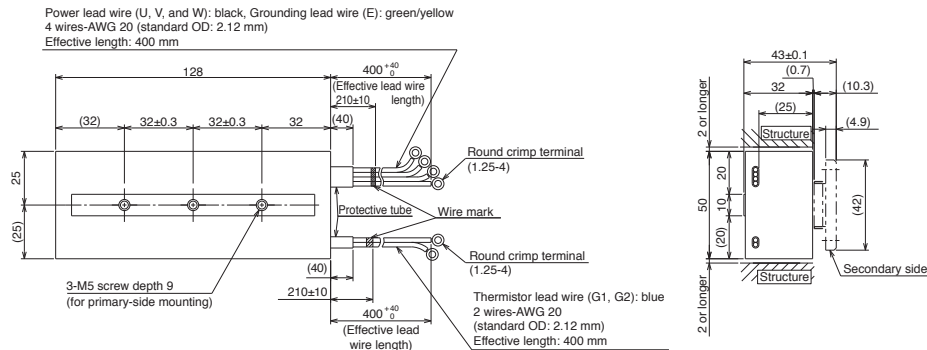 Power lead wire (U, V, and W): black, Grounding lead wire (E): green/yellow
4 wires-AWG 20 (standard OD: 2.12 mm)
Effective length: 400 mm
128
400 +40 0
(Effective lead wire
length)
210±10
(32)
32±0.3
32±0.3
32
(40)
25
(25)
Round crimp terminal
(1.25-4)
Protective tube
Wire mark
Round crimp terminal
(1.25-4)
(40)
3-M5 screw depth 9
(for primary-side mounting)
210±10
400 +40 0
(Effective lead
wire length)
Thermistor lead wire (G1, G2): blue
2 wires-AWG 20
(standard OD: 2.12 mm)
Effective length: 400 mm
43±0.1
(0.7)
32
(10.3)
(25)
(4.9)
2 or longer
Structure
20
50
10
(20)
(42)
Structure
Secondary side
2 or longer